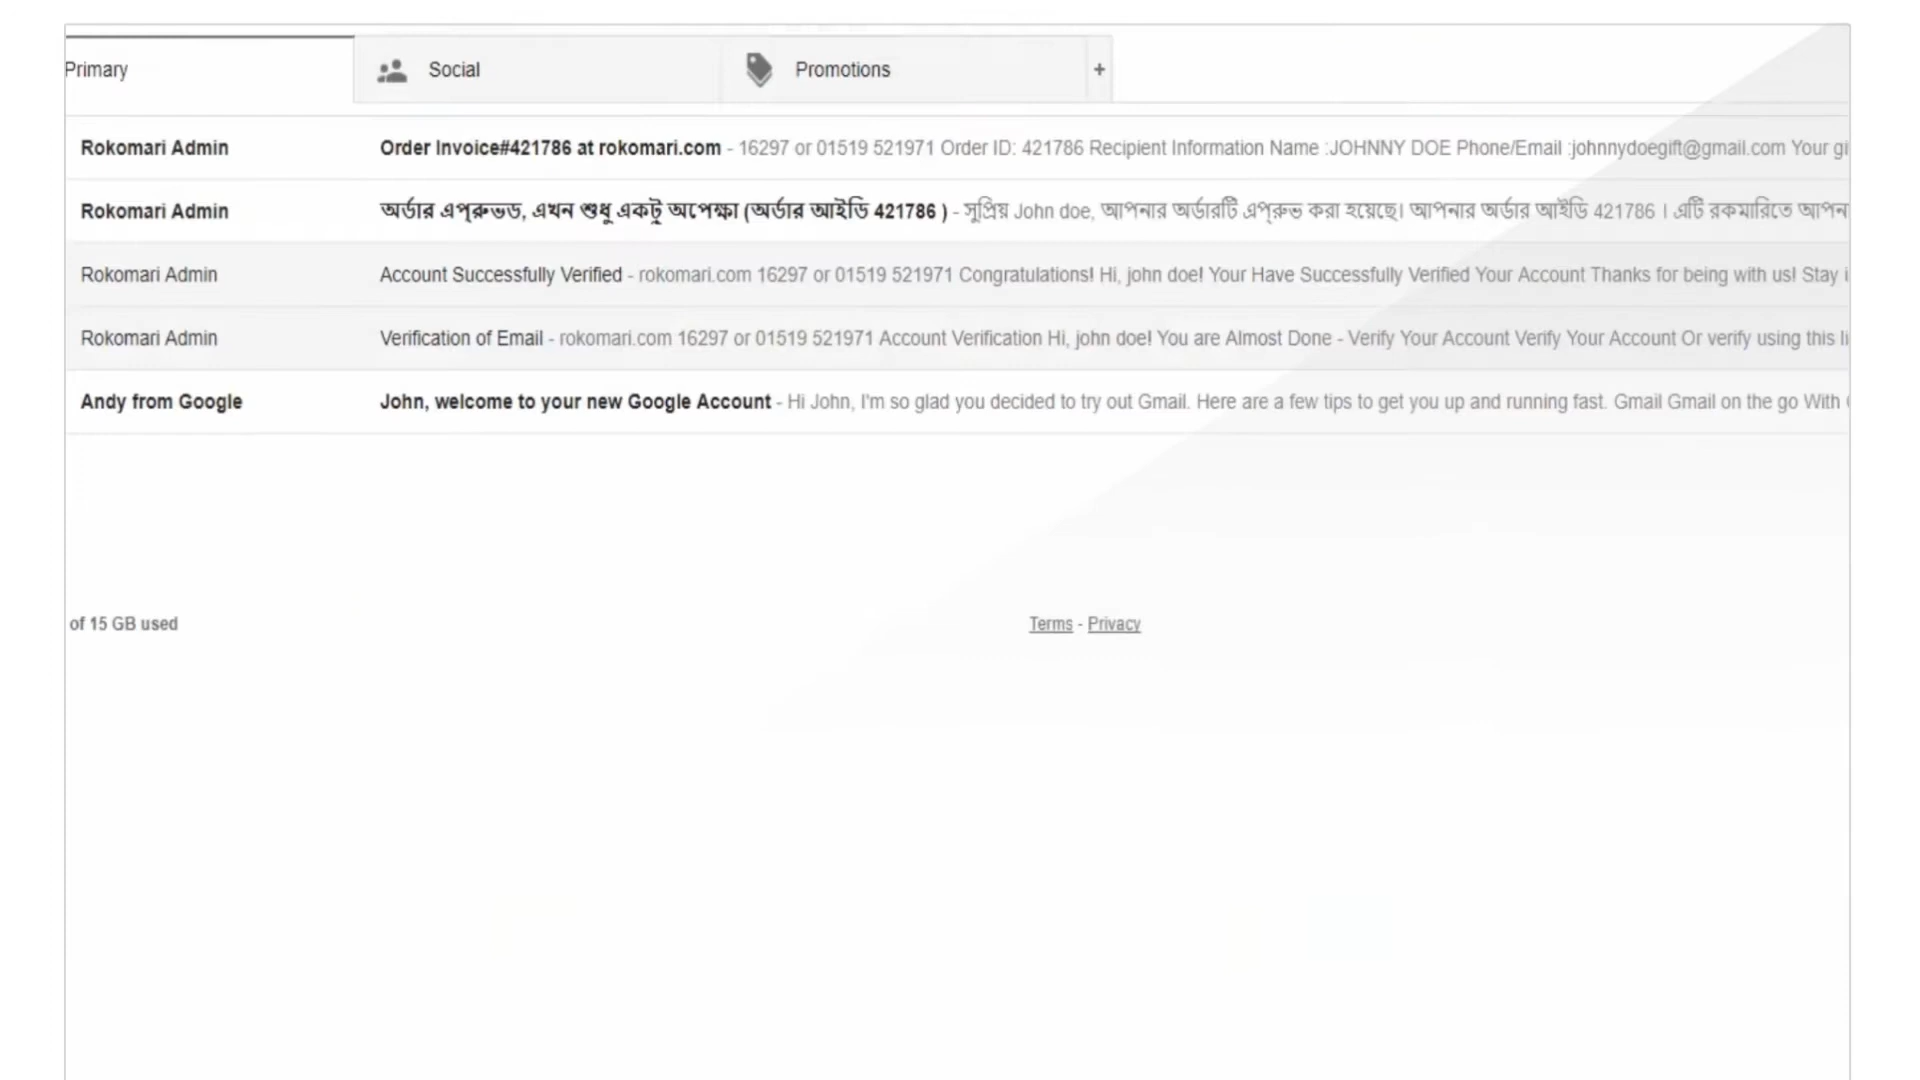 Primary Social Promotions +
Rokomari Admin Order Invoice#421786 at rokomari.com - 16297 or 01519 521971 Order ID: 421786 Recipient Information Name :JOHNNY DOE Phone/Email :johnnydoegift@gmail.com Your gi
Rokomari Admin অর্ডার এপ্রুভড, এখন শুধু একটু অপেক্ষা (অর্ডার আইডি 421786 ) - সুপ্রিয় John doe, আপনার অর্ডারটি এপ্রুভ করা হয়েছে। আপনার অর্ডার আইডি 421786 । এটি রকমারিতে আপন
Rokomari Admin Account Successfully Verified - rokomari.com 16297 or 01519 521971 Congratulations! Hi, john doe! Your Have Successfully Verified Your Account Thanks for being with us! Stay i
Rokomari Admin Verification of Email - rokomari.com 16297 or 01519 521971 Account Verification Hi, john doe! You are Almost Done - Verify Your Account Verify Your Account Or verify using this li
Andy from Google John, welcome to your new Google Account - Hi John, I'm so glad you decided to try out Gmail. Here are a few tips to get you up and running fast. Gmail Gmail on the go With
of 15 GB used Terms - Privacy